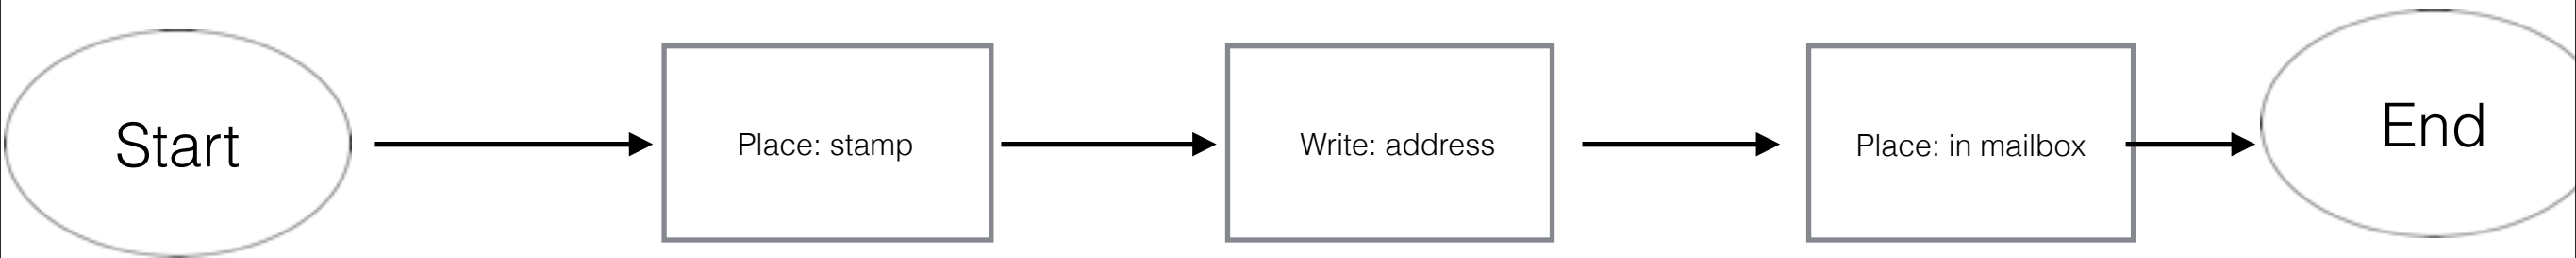 Start
Place: stamp
Write: address
Place: in mailbox
End